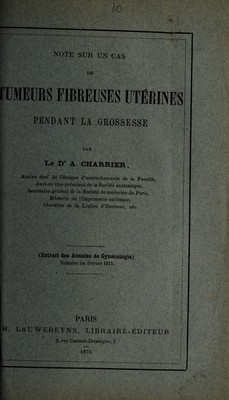 10
NOTE SUR UN CAS
DE
TUMEURS FIBREUSES UTÉRINES
PENDANT LA GROSSESSE
PAR
Le Dr A. CHARRIER,
Ancien chef de Clinique d'accouchements de la Faculté,
Ancien vice-président de la Société anatomique,
Secrétaire général de la Société de médecine de Paris,
Médecin de l'Imprimerie nationale,
Chevalier de la Légion d'Honneur, etc.
(Extrait des Annales de Gynécologie)
Numéro de février 1875.
PARIS
H. LAUWEREYNS, LIBRAIRE-ÉDITEUR
2, rue Casimir-Delavigne, 2
1875